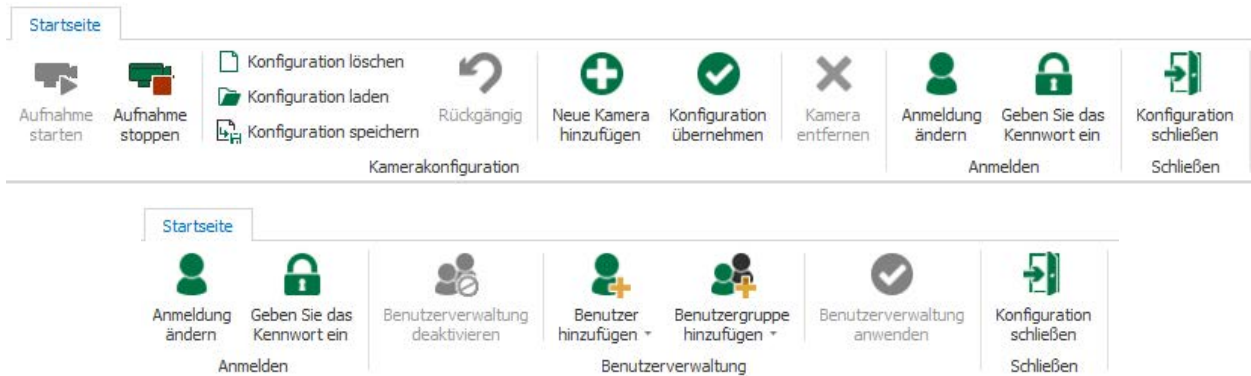 Startseite
Aufnahme
starten
Aufnahme
stoppen
Konfiguration löschen
Konfiguration laden
Konfiguration speichern
Rückgängig
Neue Kamera
hinzufügen
Konfiguration
übernehmen
Kamera
entfernen
Kamerakonfiguration
Anmeldung
ändern
Geben Sie das
Kennwort ein
Anmelden
Konfiguration
schließen
Schließen
Startseite
Anmeldung
ändern
Geben Sie das
Kennwort ein
Anmelden
Benutzerverwaltung
deaktivieren
Benutzer
hinzufügen
Benutzergruppe
hinzufügen
Benutzerverwaltung
anwenden
Benutzerverwaltung
Konfiguration
schließen
Schließen